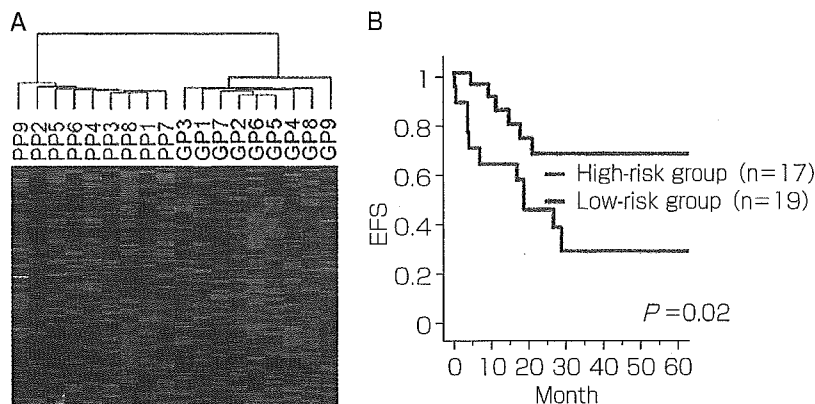 A
PP9
PP2
PP5
PP6
PP4
PP3
PP8
PP1
PP7
GP3
GP1
GP7
GP2
GP6
GP5
GP4
GP8
GP9
B
EFS
1
0.8
0.6
0.4
0.2
0
High-risk group (n=17)
Low-risk group (n=19)
P=0.02
0 10 20 30 40 50 60
Month